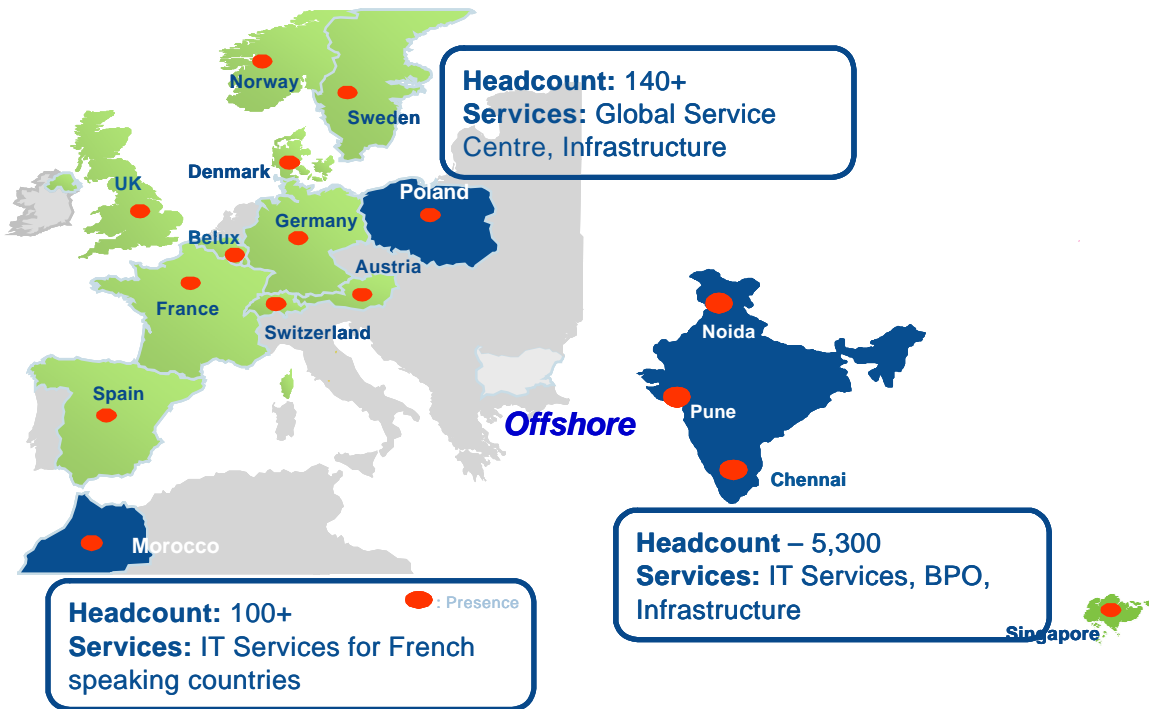 Norway
Sweden
Headcount: 140+
Services: Global Service
Centre, Infrastructure
Denmark
UK
Poland
Germany
Belux
Austria
France
Switzerland
Noida
Spain
Pune
Offshore
Chennai
Morocco
Headcount – 5,300
Services: IT Services, BPO,
Infrastructure
: Presence
Headcount: 100+
Services: IT Services for French
speaking countries
Singapore